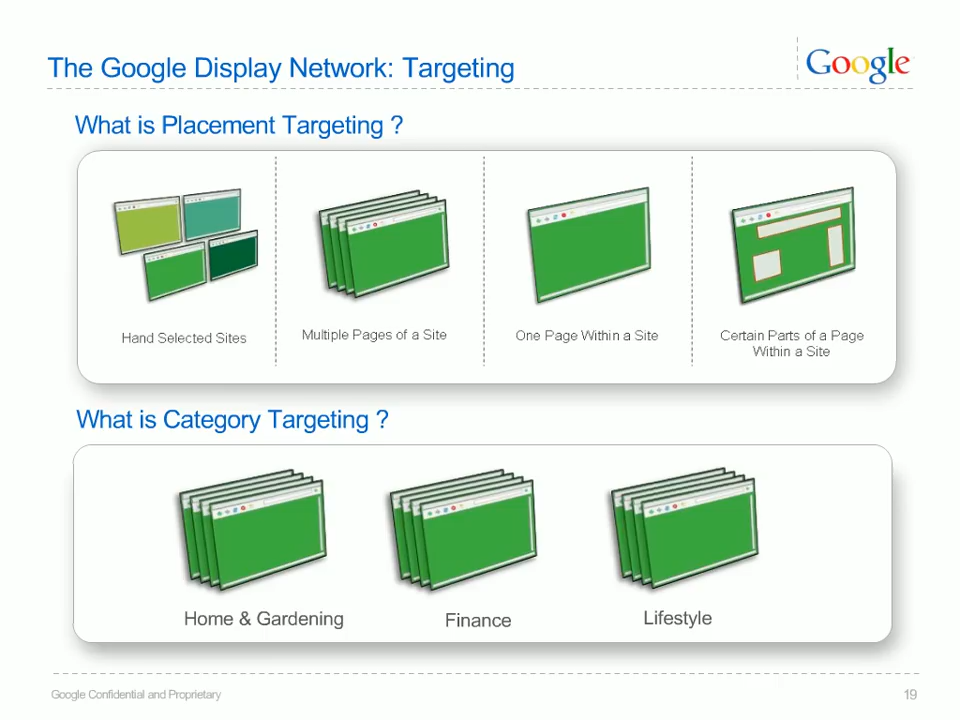 The Google Display Network: Targeting
Google
What is Placement Targeting ?
Hand Selected Sites
Multiple Pages of a Site
One Page Within a Site
Certain Parts of a Page
Within a Site
What is Category Targeting ?
Home & Gardening
Finance
Lifestyle
Google Confidential and Proprietary
19